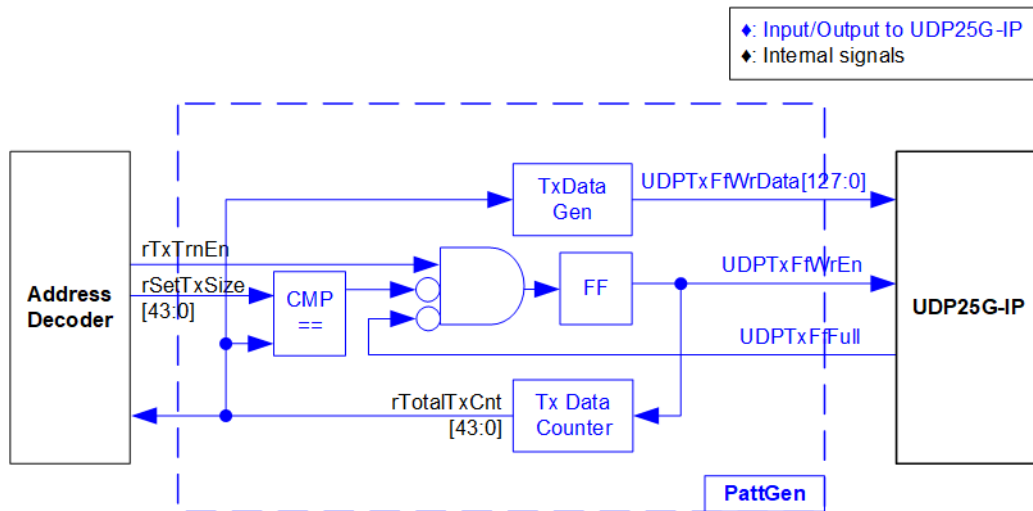 ♦: Input/Output to UDP25G-IP
♦: Internal signals
TxData
Gen
UDPTxFfWrData[127:0]
rTxTrnEn
rSetTxSize
[43:0]
CMP
==
FF
UDPTxFfWrEn
Address
Decoder
UDP25G-IP
UDPTxFfFull
rTotalTxCnt
[43:0]
Tx Data
Counter
PattGen